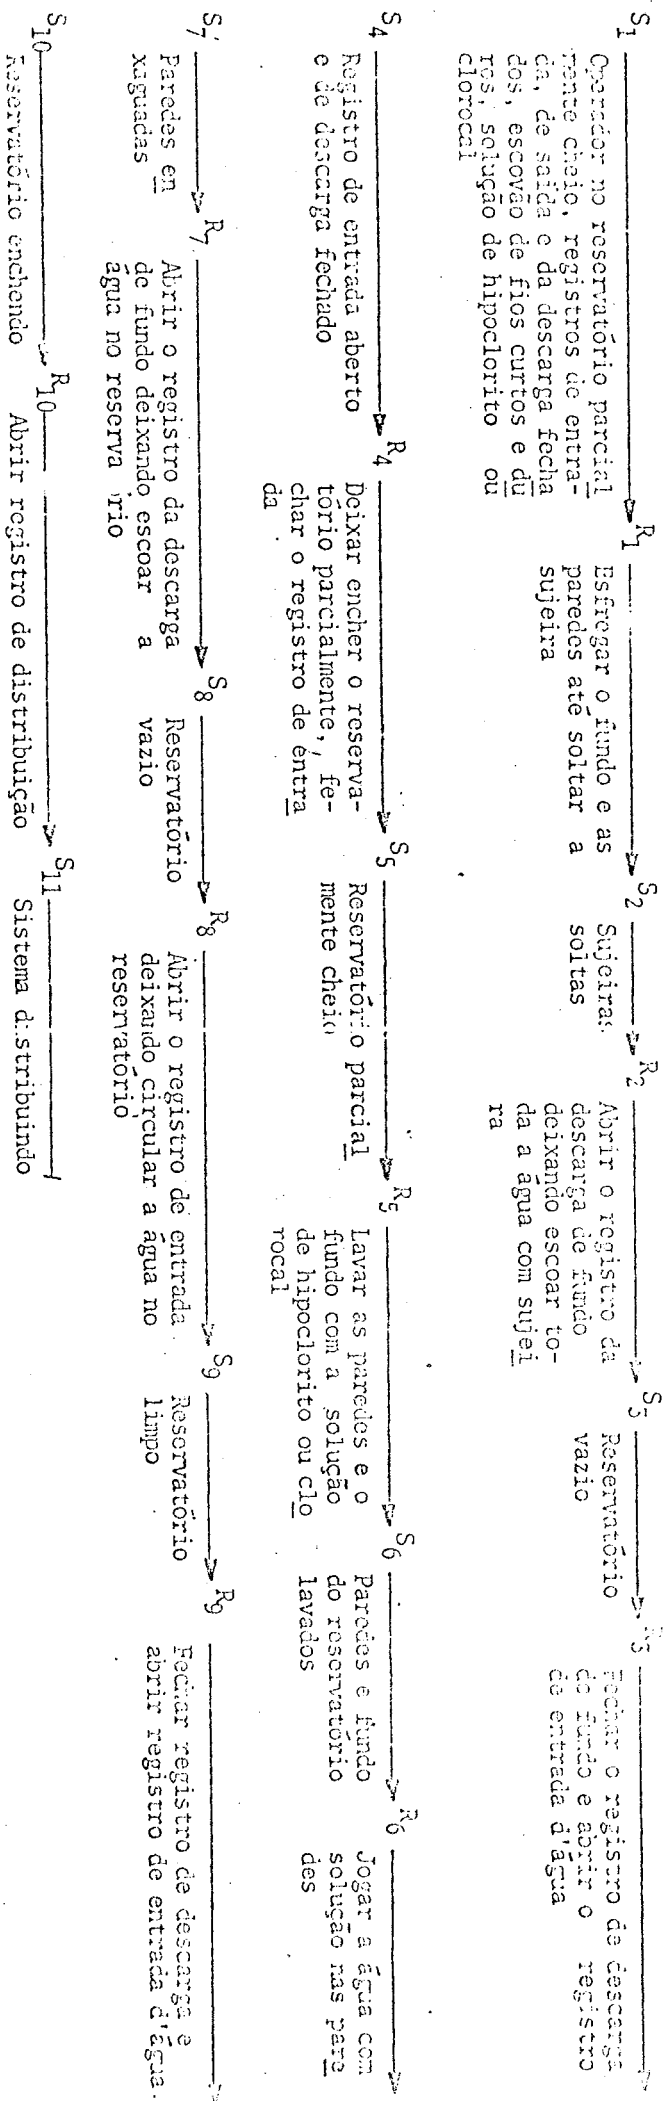 S1
Operador no reservatório parcial
mente cheio, registros de entra-
da, de saída e da descarga fecha
dos, escovão de fios curtos e du
ros, solução de hipoclorito ou
clorocal
R1
Esfregar o fundo e as
paredes até soltar a
sujeira
S2
Sujeiras
soltas
R2
Abrir o registro da
descarga de fundo
deixando escoar to-
da a água com sujei
ra
S3
Reservatório
vazio
R3
Fechar o registro de descarga
de fundo e abrir o registro
de entrada d'água
S4
Registro de entrada aberto
e de descarga fechado
R4
Deixar encher o reserva-
tório parcialmente, fe-
char o registro de entra
da
S5
Reservatório parcial
mente cheio
R5
Lavar as paredes e o
fundo com a solução
de hipoclorito ou clo
rocal
S6
Paredes e fundo
do reservatório
lavados
R6
Jogar a água com
solução nas pare
des
S7
Paredes en
xaguadas
R7
Abrir o registro da descarga
de fundo deixando escoar a
água no reserva ório
S8
Reservatório
vazio
R8
Abrir o registro de entrada
deixando circular a água no
reservatório
S9
Reservatório
limpo
R9
Fechar registro de descarga e
abrir registro de entrada d'água.
S10
Reservatório enchendo
R10
Abrir registro de distribuição
S11
Sistema distribuindo